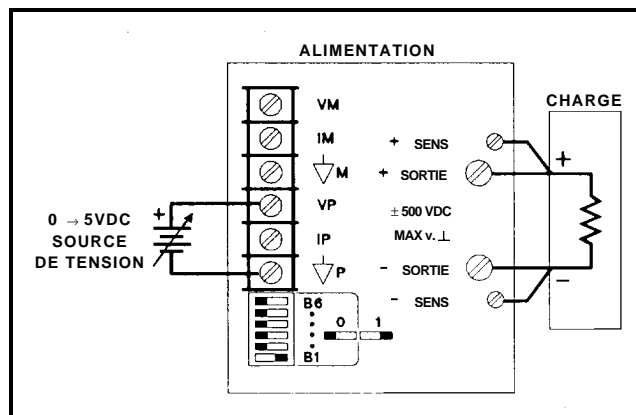 ALIMENTATION
CHARGE
VM
IM
M
VP
IP
P
+ SENS
+ SORTIE
± 500 VDC
MAX v. ⊥
− SORTIE
− SENS
+
−
0 → 5VDC
SOURCE
DE TENSION
+
B6
0 1
B1